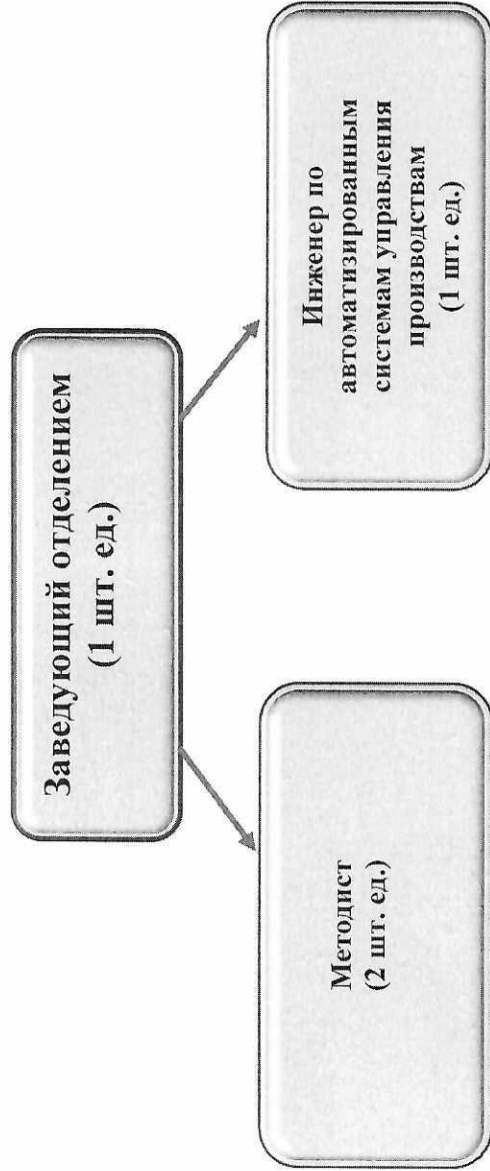 Заведующий отделением
(1 шт. ед.)
Методист
(2 шт. ед.)
Инженер по
автоматизированным
системам управления
производствам
(1 шт. ед.)